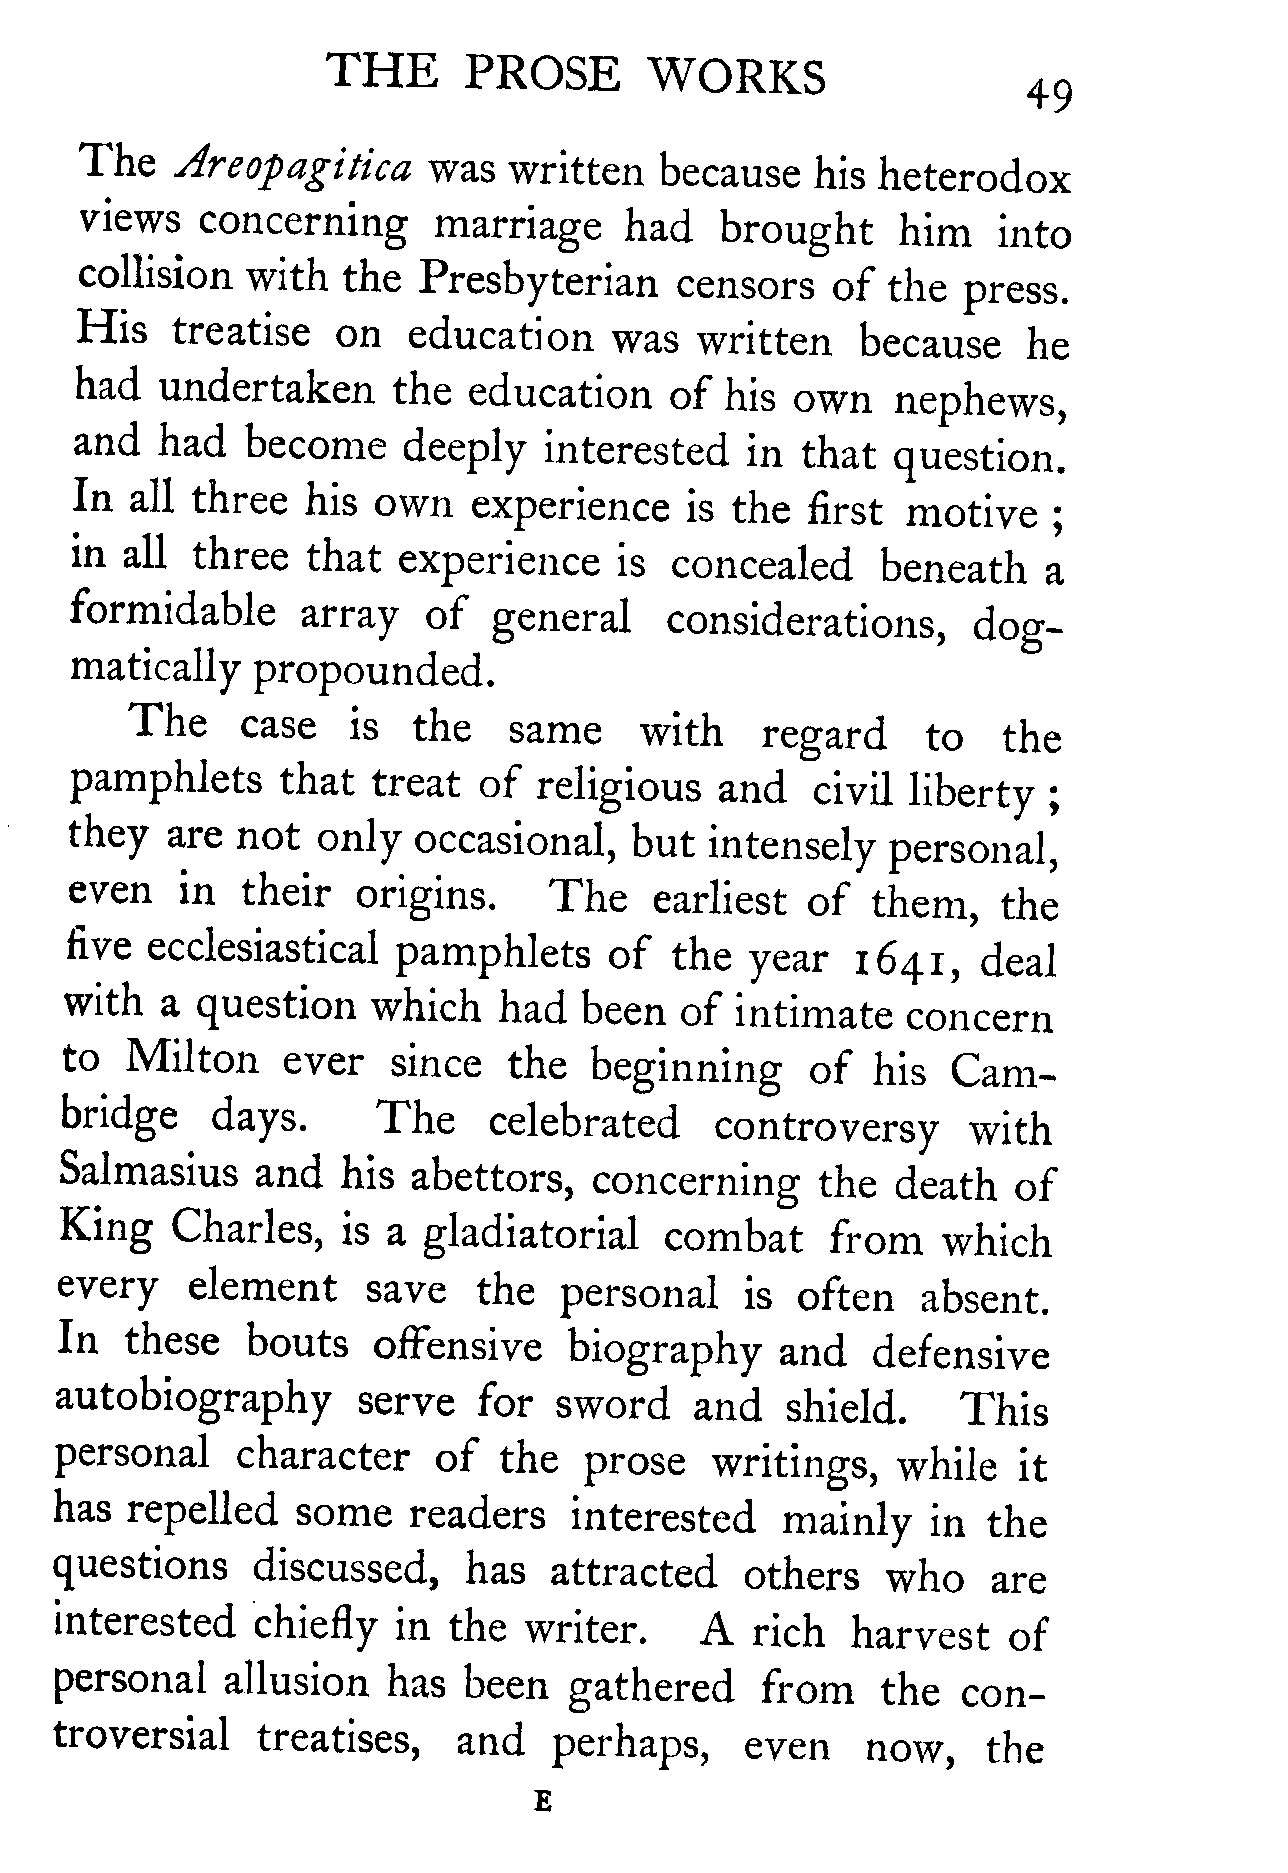 THE PROSE WORKS 49
The Areopagitica was written because his heterodox
views concerning marriage had brought him into
collision with the Presbyterian censors of the press.
His treatise on education was written because he
had undertaken the education of his own nephews,
and had become deeply interested in that question.
In all three his own experience is the first motive ;
in all three that experience is concealed beneath a
formidable array of general considerations, dog-
matically propounded.
The case is the same with regard to the
pamphlets that treat of religious and civil liberty ;
they are not only occasional, but intensely personal,
even in their origins. The earliest of them, the
five ecclesiastical pamphlets of the year 1641, deal
with a question which had been of intimate concern
to Milton ever since the beginning of his Cam-
bridge days. The celebrated controversy with
Salmasius and his abettors, concerning the death of
King Charles, is a gladiatorial combat from which
every element save the personal is often absent.
In these bouts offensive biography and defensive
autobiography serve for sword and shield. This
personal character of the prose writings, while it
has repelled some readers interested mainly in the
questions discussed, has attracted others who are
interested chiefly in the writer. A rich harvest of
personal allusion has been gathered from the con-
troversial treatises, and perhaps, even now, the
E